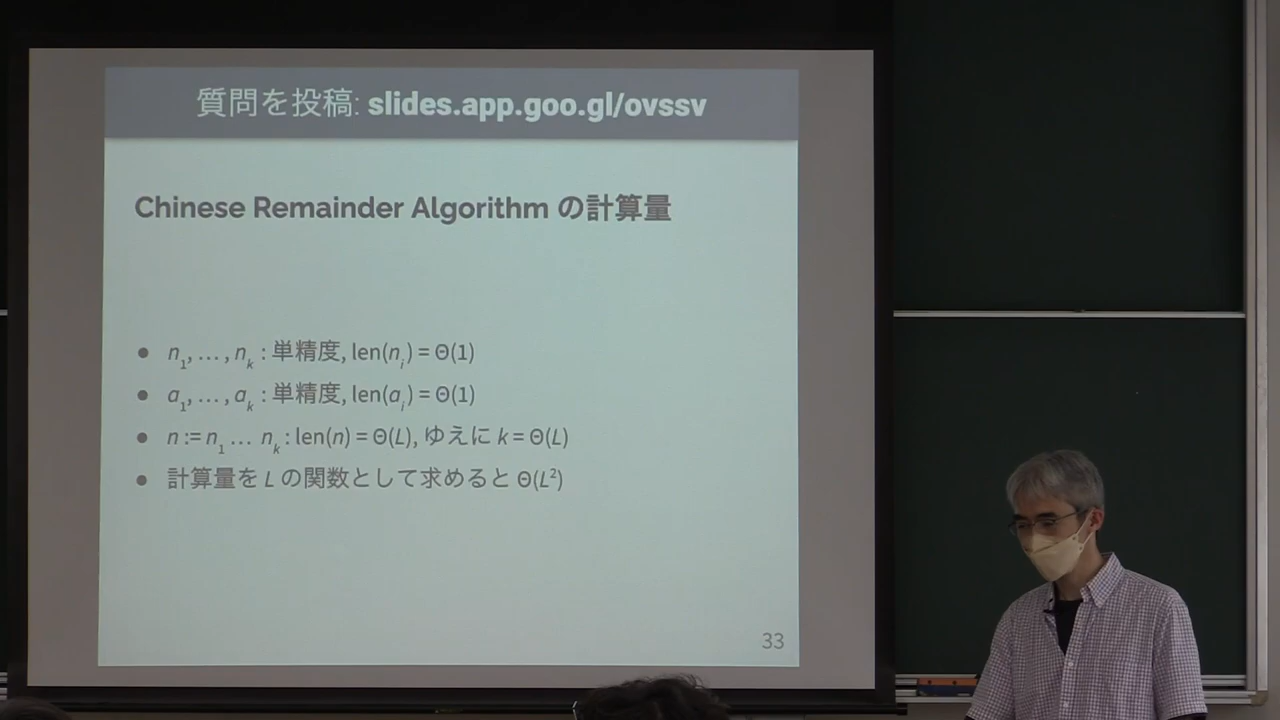 質問を投稿: slides.app.goo.gl/ovssv
Chinese Remainder Algorithm の計算量
● n₁, … , nₖ : 単精度, len(nᵢ) = Θ(1)
● a₁, … , aₖ : 単精度, len(aᵢ) = Θ(1)
● n := n₁ … nₖ : len(n) = Θ(L), ゆえに k = Θ(L)
● 計算量を L の関数として求めると Θ(L²)
33